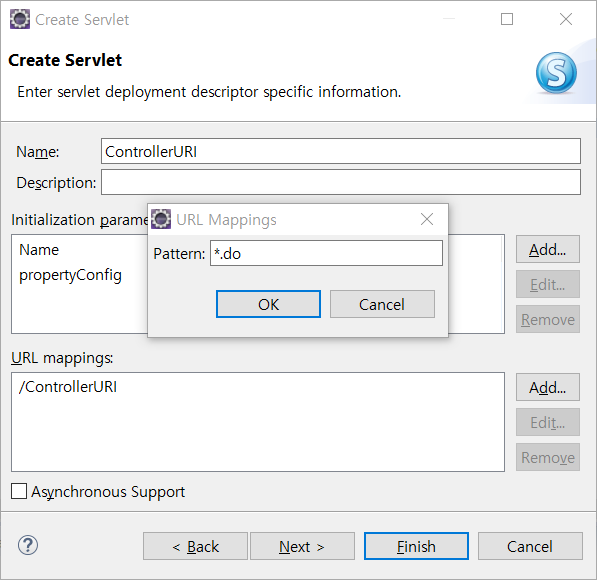 Create Servlet
Create Servlet
Enter servlet deployment descriptor specific information.
S
Name: ControllerURI
Description:
Initialization parame
Name
propertyConfig
Add...
Edit...
Remove
URL Mappings
Pattern: *.do
OK Cancel
URL mappings:
/ControllerURI
Add...
Edit...
Remove
Asynchronous Support
? < Back Next > Finish Cancel